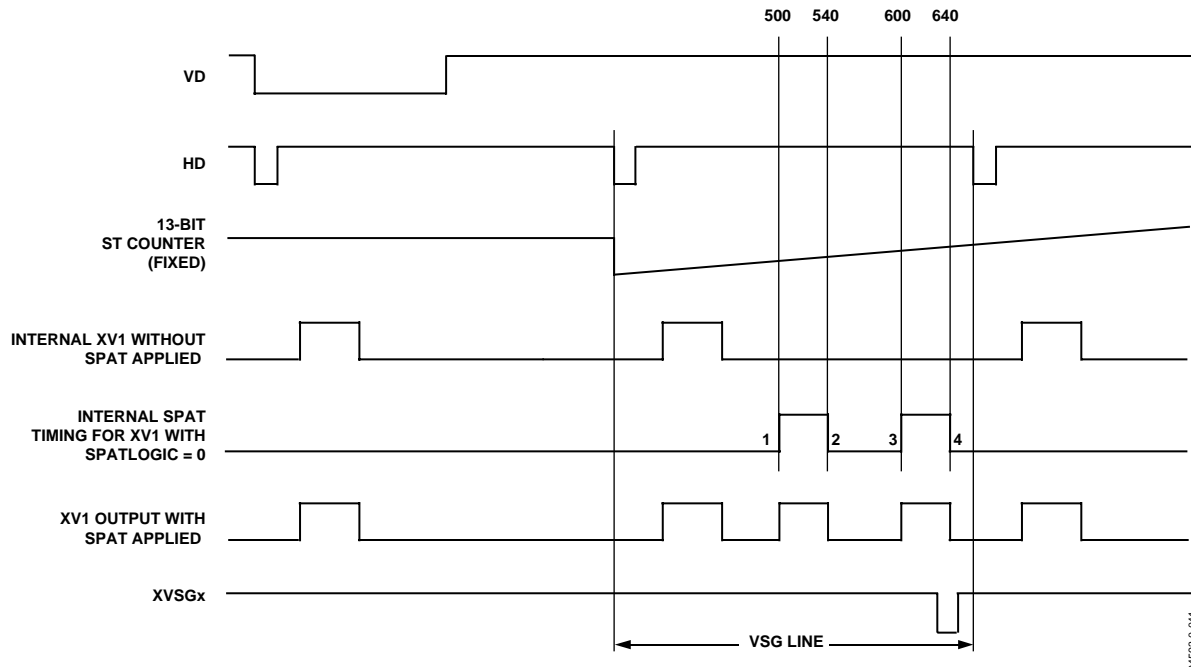 500 540 600 640
VD
HD
13-BIT
ST COUNTER
(FIXED)
INTERNAL XV1 WITHOUT
SPAT APPLIED
INTERNAL SPAT
TIMING FOR XV1 WITH
SPATLOGIC = 0
1 2 3 4
XV1 OUTPUT WITH
SPAT APPLIED
XVSGx
VSG LINE